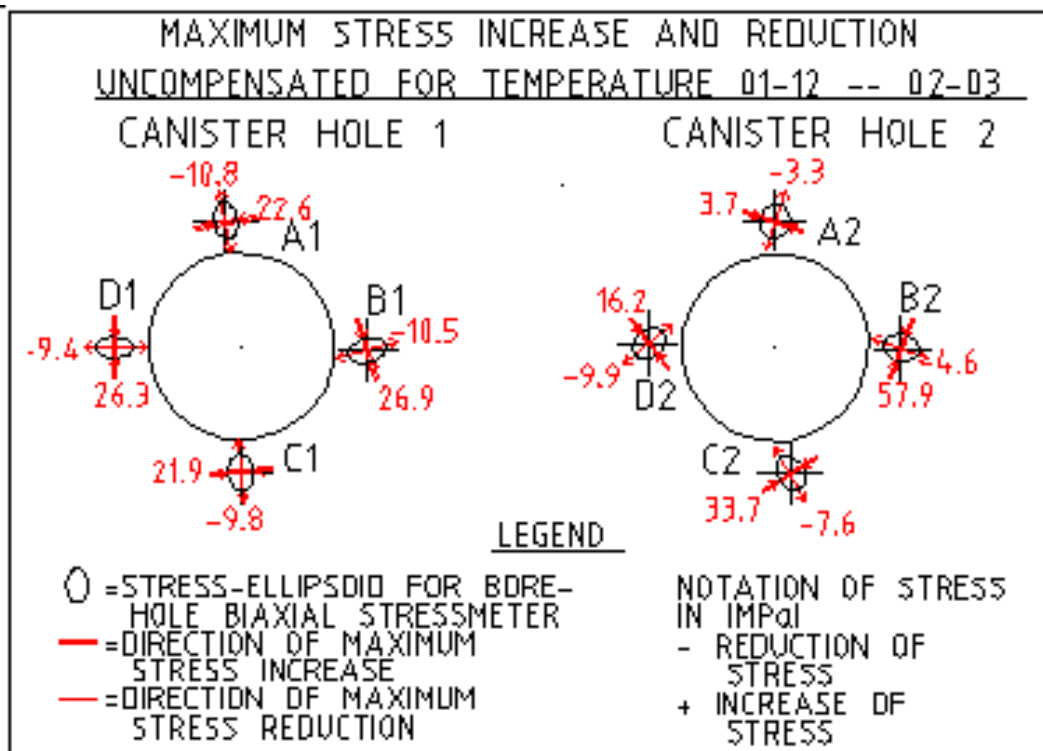 MAXIMUM STRESS INCREASE AND REDUCTION
UNCOMPENSATED FOR TEMPERATURE 01-12 -- 02-03
CANISTER HOLE 1
CANISTER HOLE 2
-10.8
22.6
A1
D1
-9.4
26.3
B1
-10.5
26.9
21.9
C1
-9.8
-3.3
3.7
A2
16.2
-9.9
D2
B2
-4.6
57.9
C2
33.7
-7.6
LEGEND
=STRESS-ELLIPSOID FOR BORE-
HOLE BIAXIAL STRESSMETER
=DIRECTION OF MAXIMUM
STRESS INCREASE
=DIRECTION OF MAXIMUM
STRESS REDUCTION
NOTATION OF STRESS
IN [MPa]
- REDUCTION OF
STRESS
+ INCREASE OF
STRESS